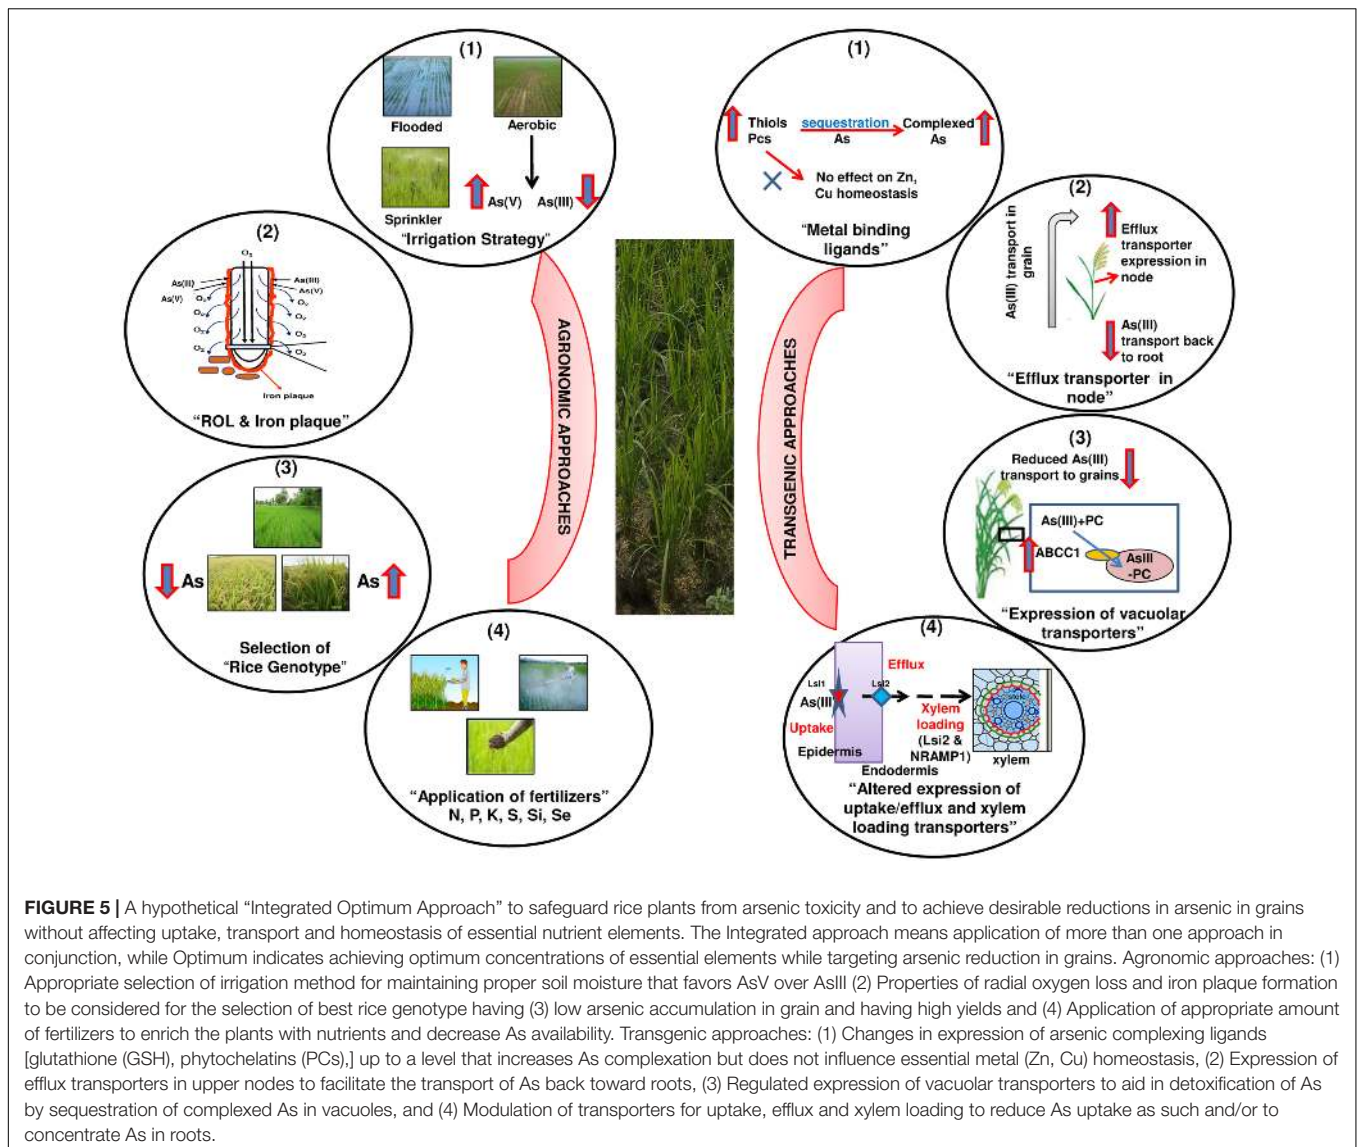 (1)
Flooded
Aerobic
Sprinkler
As(V)
As(III)
“Irrigation Strategy”
(2)
O₂
As(III)
As(V)
As(III)
As(V)
O₂
O₂
O₂
O₂
O₂
O₂
O₂
O₂
Iron plaque
“ROL & Iron plaque”
(3)
As
As
Selection of
“Rice Genotype”
(4)
“Application of fertilizers”
N, P, K, S, Si, Se
AGRONOMIC APPROACHES
TRANSGENIC APPROACHES
(1)
Thiols
Pcs
sequestration
As
Complexed
As
No effect on Zn,
Cu homeostasis
“Metal binding
ligands”
(2)
As(III) transport in
grain
Efflux
transporter
expression in
node
As(III)
transport back
to root
“Efflux transporter in
node”
(3)
Reduced As(III)
transport to grains
As(III)+PC
ABCC1
AsIII
-PC
“Expression of vacuolar
transporters”
(4)
Efflux
Lsi1
Lsi2
As(III)
Uptake
Xylem
loading
(Lsi2 &
NRAMP1)
stele
Epidermis
Endodermis
xylem
“Altered expression of
uptake/efflux and xylem
loading transporters”
FIGURE 5 | A hypothetical “Integrated Optimum Approach” to safeguard rice plants from arsenic toxicity and to achieve desirable reductions in arsenic in grains
without affecting uptake, transport and homeostasis of essential nutrient elements. The Integrated approach means application of more than one approach in
conjunction, while Optimum indicates achieving optimum concentrations of essential elements while targeting arsenic reduction in grains. Agronomic approaches: (1)
Appropriate selection of irrigation method for maintaining proper soil moisture that favors AsV over AsIII (2) Properties of radial oxygen loss and iron plaque formation
to be considered for the selection of best rice genotype having (3) low arsenic accumulation in grain and having high yields and (4) Application of appropriate amount
of fertilizers to enrich the plants with nutrients and decrease As availability. Transgenic approaches: (1) Changes in expression of arsenic complexing ligands
[glutathione (GSH), phytochelatins (PCs),] up to a level that increases As complexation but does not influence essential metal (Zn, Cu) homeostasis, (2) Expression of
efflux transporters in upper nodes to facilitate the transport of As back toward roots, (3) Regulated expression of vacuolar transporters to aid in detoxification of As
by sequestration of complexed As in vacuoles, and (4) Modulation of transporters for uptake, efflux and xylem loading to reduce As uptake as such and/or to
concentrate As in roots.